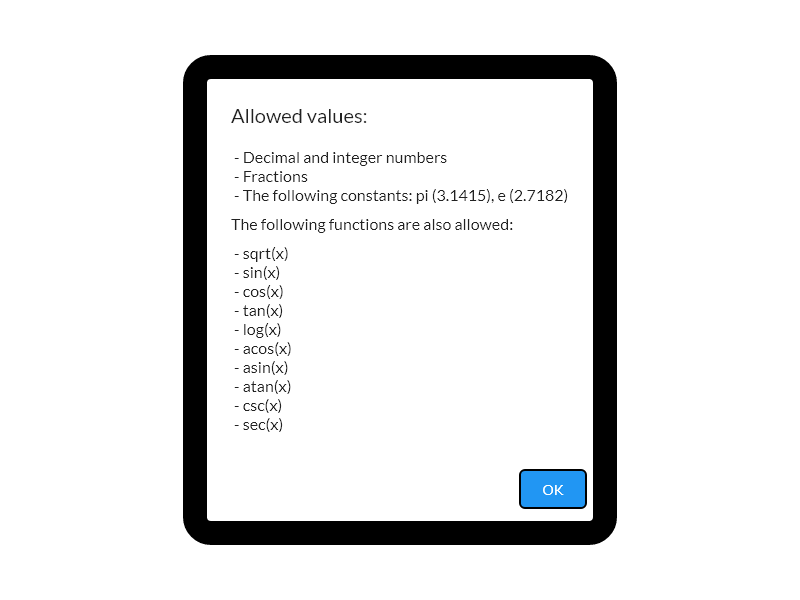 Allowed values:
- Decimal and integer numbers
- Fractions
- The following constants: pi (3.1415), e (2.7182)
The following functions are also allowed:
- sqrt(x)
- sin(x)
- cos(x)
- tan(x)
- log(x)
- acos(x)
- asin(x)
- atan(x)
- csc(x)
- sec(x)
OK